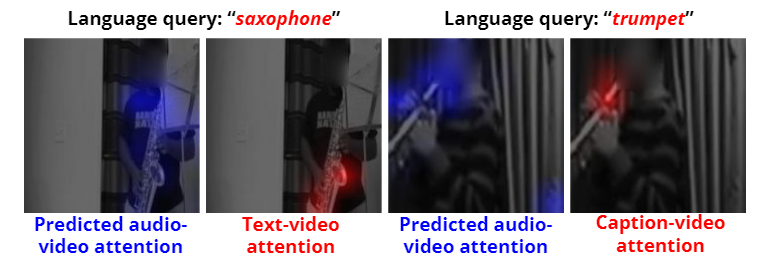 Language query: “saxophone”
Language query: “trumpet”
Predicted audio-
video attention
Text-video
attention
Predicted audio-
video attention
Caption-video
attention